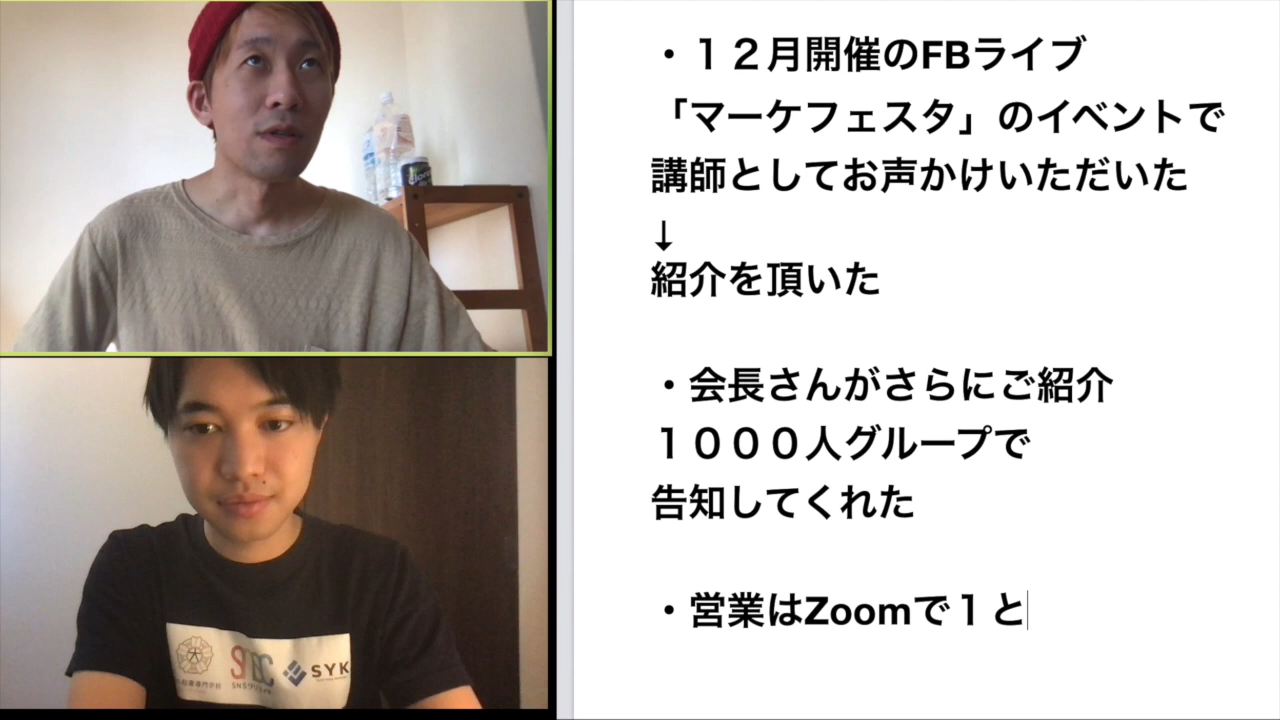 ・１２月開催のFBライブ
「マーケフェスタ」のイベントで
講師としてお声かけいただいた
↓
紹介を頂いた
・会長さんがさらにご紹介
１０００人グループで
告知してくれた
・営業はZoomで１と
SYK